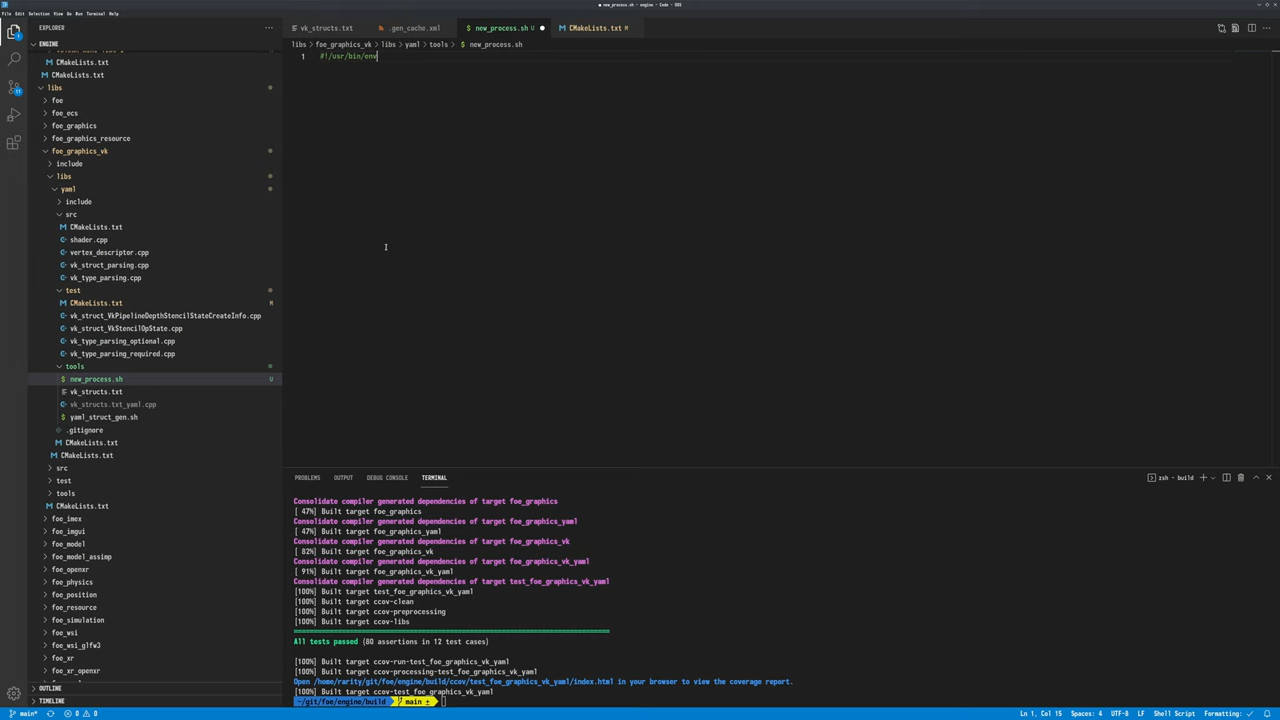 new_process.sh - engine - Code - OSS
File Edit Selection View Go Run Terminal Help
EXPLORER
ENGINE
CMakeLists.txt
CMakeLists.txt
libs
foe
foe_ecs
foe_graphics
foe_graphics_resource
foe_graphics_vk
include
libs
yaml
include
src
CMakeLists.txt
shader.cpp
vertex_descriptor.cpp
vk_struct_parsing.cpp
vk_type_parsing.cpp
test
CMakeLists.txt M
vk_struct_VkPipelineDepthStencilStateCreateInfo.cpp
vk_struct_VkStencilOpState.cpp
vk_type_parsing_optional.cpp
vk_type_parsing_required.cpp
tools
$ new_process.sh U
vk_structs.txt
vk_structs.txt_yaml.cpp
$ yaml_struct_gen.sh
.gitignore
CMakeLists.txt
CMakeLists.txt
src
test
tools
CMakeLists.txt
foe_imex
foe_imgui
foe_model
foe_model_assimp
foe_openxr
foe_physics
foe_position
foe_resource
foe_simulation
foe_wsi
foe_wsi_glfw3
foe_xr
foe_xr_openxr
OUTLINE
TIMELINE
vk_structs.txt .gen_cache.xml $ new_process.sh U CMakeLists.txt M
libs > foe_graphics_vk > libs > yaml > tools > $ new_process.sh
1 #!/usr/bin/env
PROBLEMS OUTPUT DEBUG CONSOLE TERMINAL
zsh - build
Consolidate compiler generated dependencies of target foe_graphics
[ 47%] Built target foe_graphics
Consolidate compiler generated dependencies of target foe_graphics_yaml
[ 47%] Built target foe_graphics_yaml
Consolidate compiler generated dependencies of target foe_graphics_vk
[ 82%] Built target foe_graphics_vk
Consolidate compiler generated dependencies of target foe_graphics_vk_yaml
[ 91%] Built target foe_graphics_vk_yaml
Consolidate compiler generated dependencies of target test_foe_graphics_vk_yaml
[100%] Built target test_foe_graphics_vk_yaml
[100%] Built target ccov-clean
[100%] Built target ccov-preprocessing
[100%] Built target ccov-libs
===============================================================================
All tests passed (80 assertions in 12 test cases)
[100%] Built target ccov-run-test_foe_graphics_vk_yaml
[100%] Built target ccov-processing-test_foe_graphics_vk_yaml
Open /home/rarity/git/foe/engine/build/ccov/test_foe_graphics_vk_yaml/index.html in your browser to view the coverage report.
[100%] Built target ccov-test_foe_graphics_vk_yaml
~/git/foe/engine/build main ±
main* 0 0 Ln 1, Col 15 Spaces: 4 UTF-8 LF Shell Script Formatting: ✓